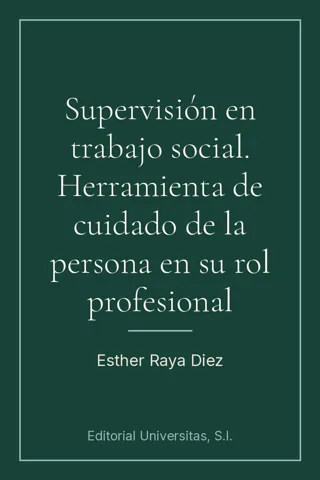 Supervisión en
trabajo social.
Herramienta de
cuidado de la
persona en su rol
profesional
Esther Raya Diez
Editorial Universitas, S.l.